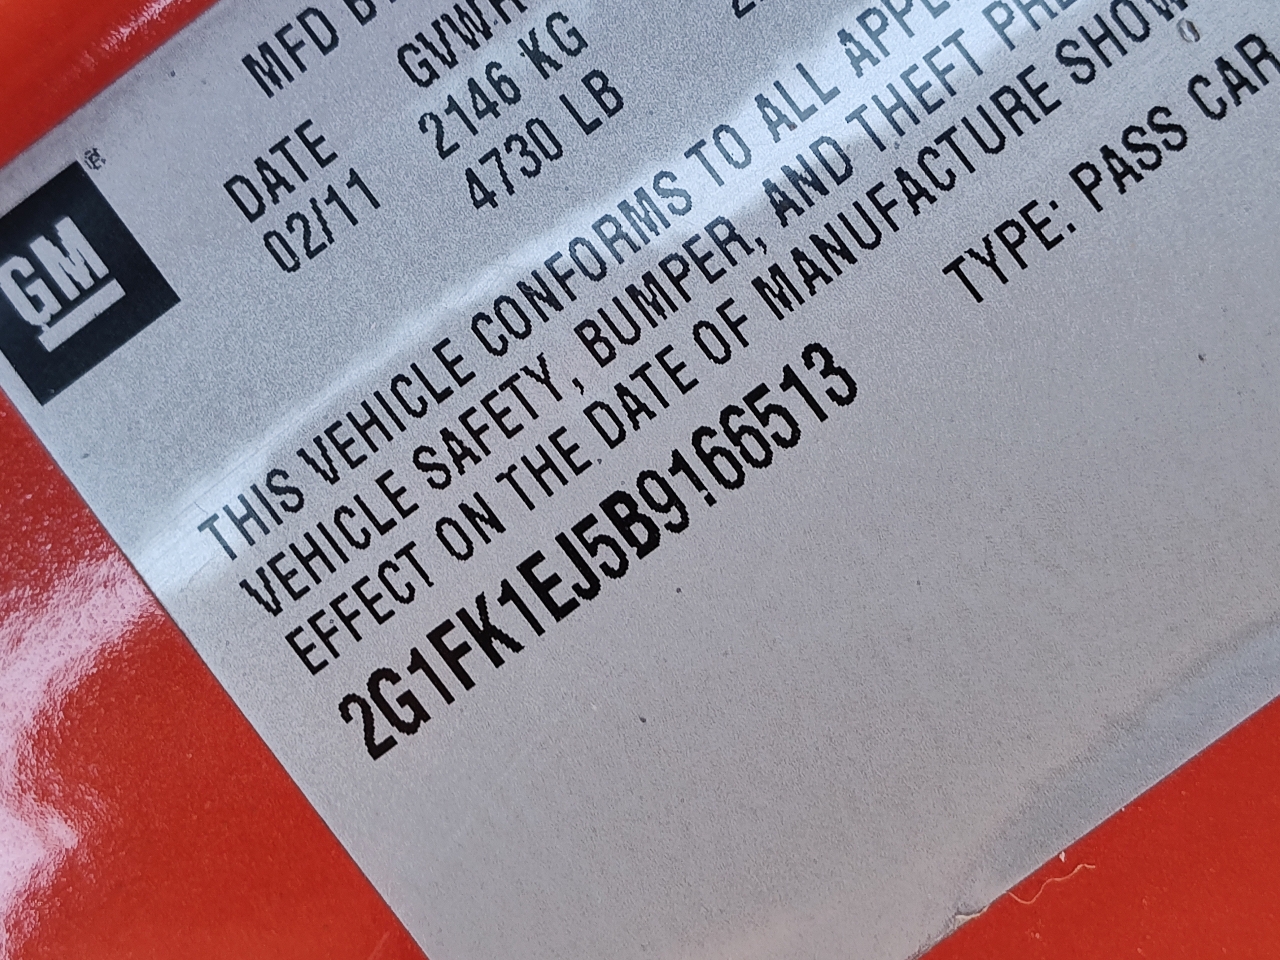 MFD B
DATE GVWR
02/11 2146 KG
4730 LB
GM
THIS VEHICLE CONFORMS TO ALL
VEHICLE SAFETY, BUMPER, AND THEFT
EFFECT ON THE DATE OF MANUFACTURE SHOW
2G1FK1EJ5B9166513 TYPE: PASS CAR